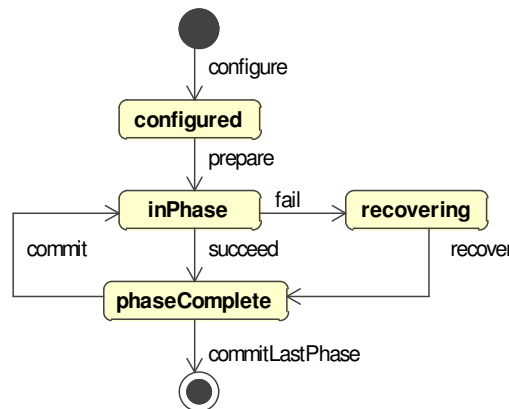 configure
configured
prepare
inPhase
fail
recovering
commit
succeed
recover
phaseComplete
commitLastPhase